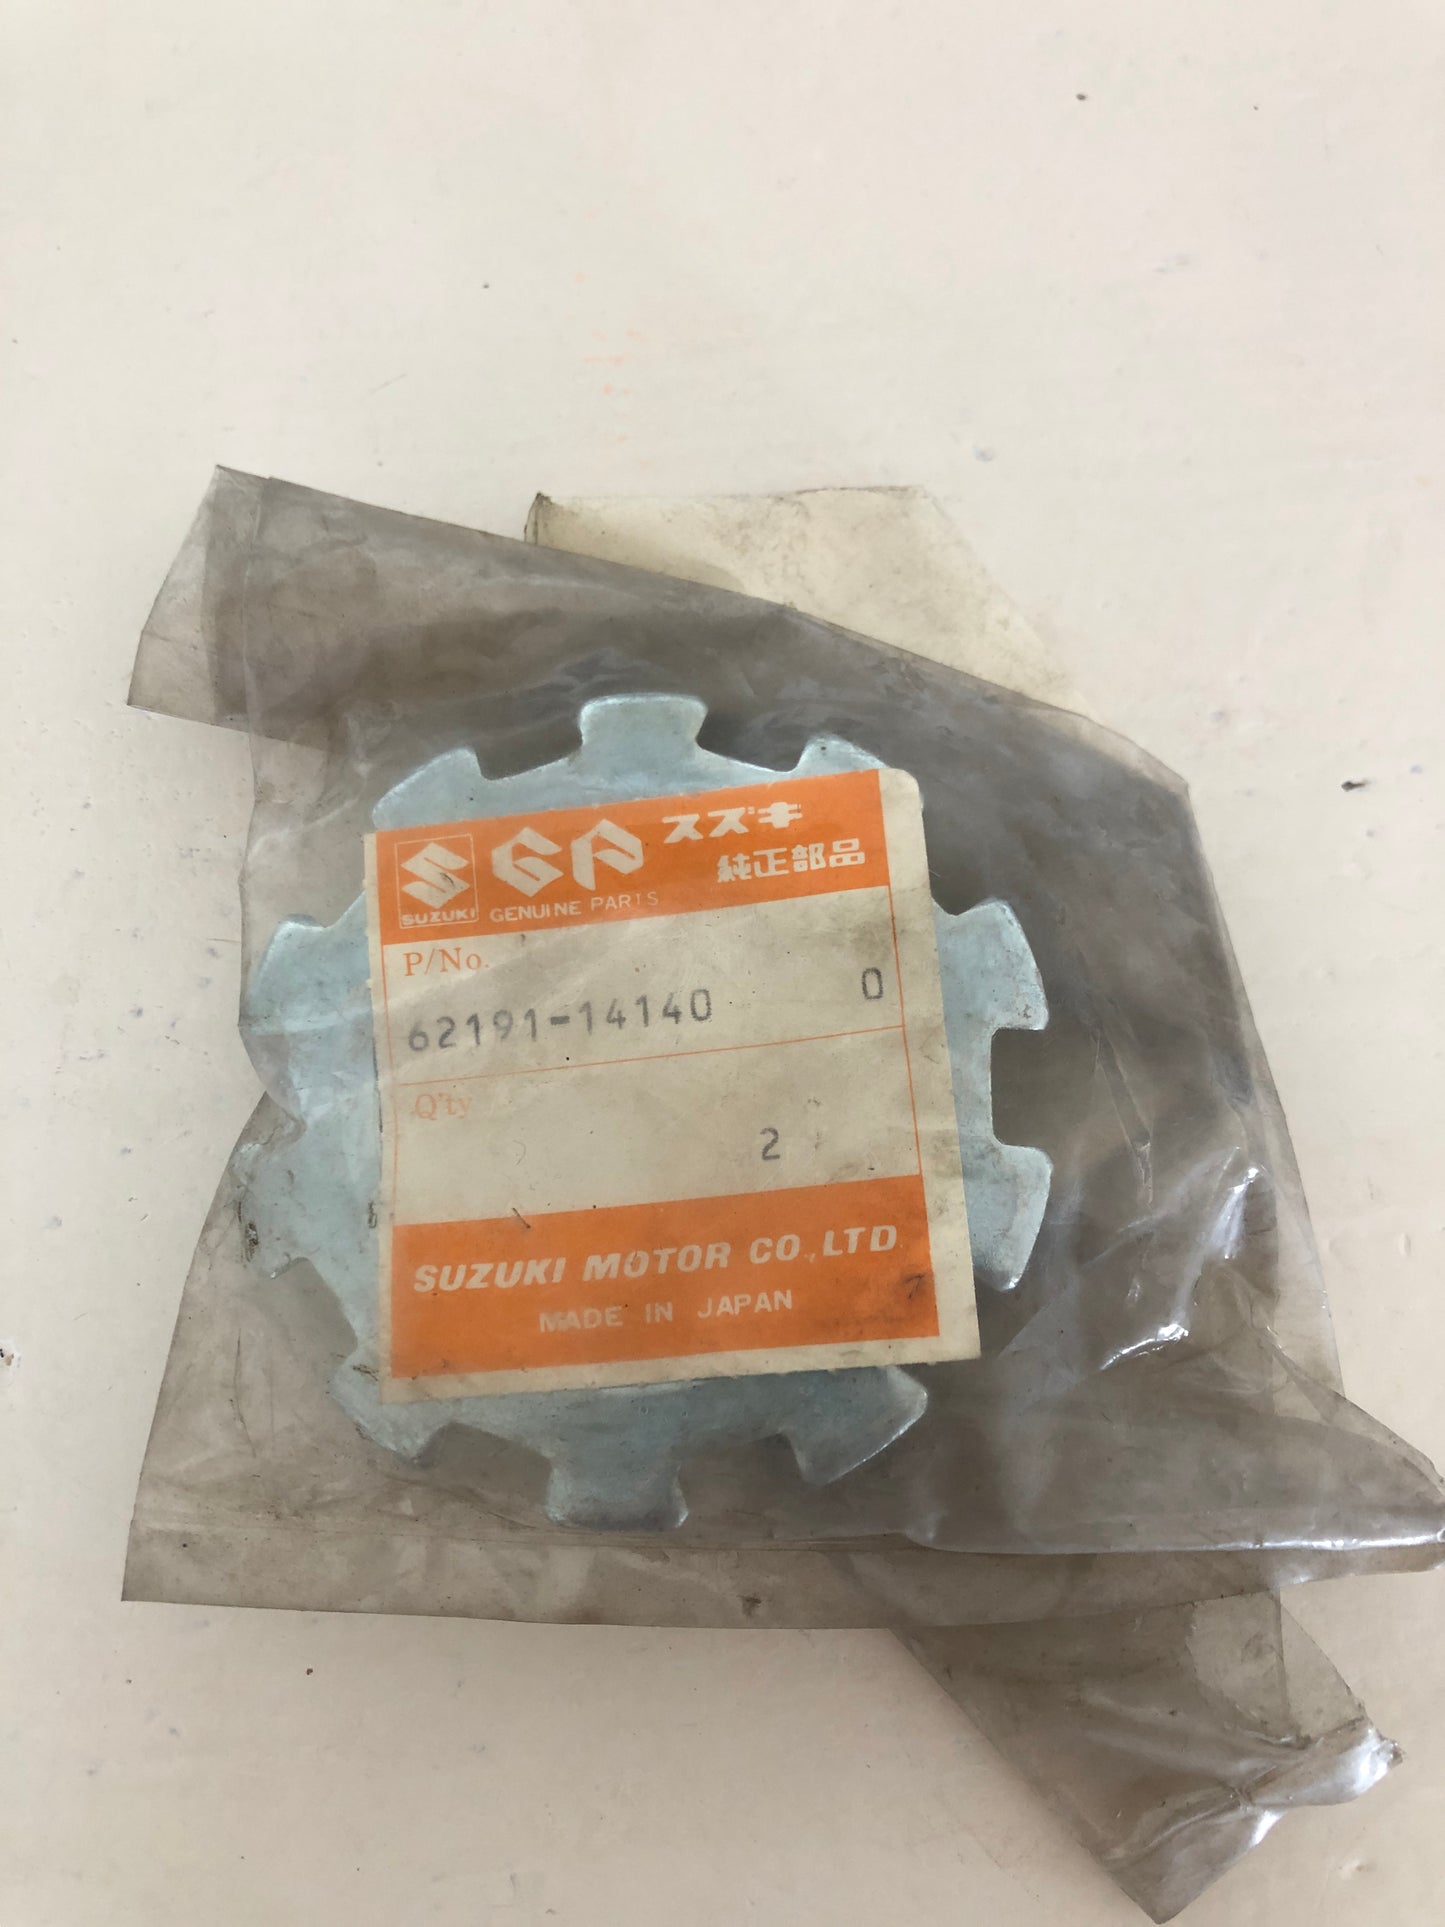 SUZUKI
GP
スズキ
純正部品
GENUINE PARTS
P/No.
62191-14140 0
Q'ty
2
SUZUKI MOTOR CO.,LTD
MADE IN JAPAN